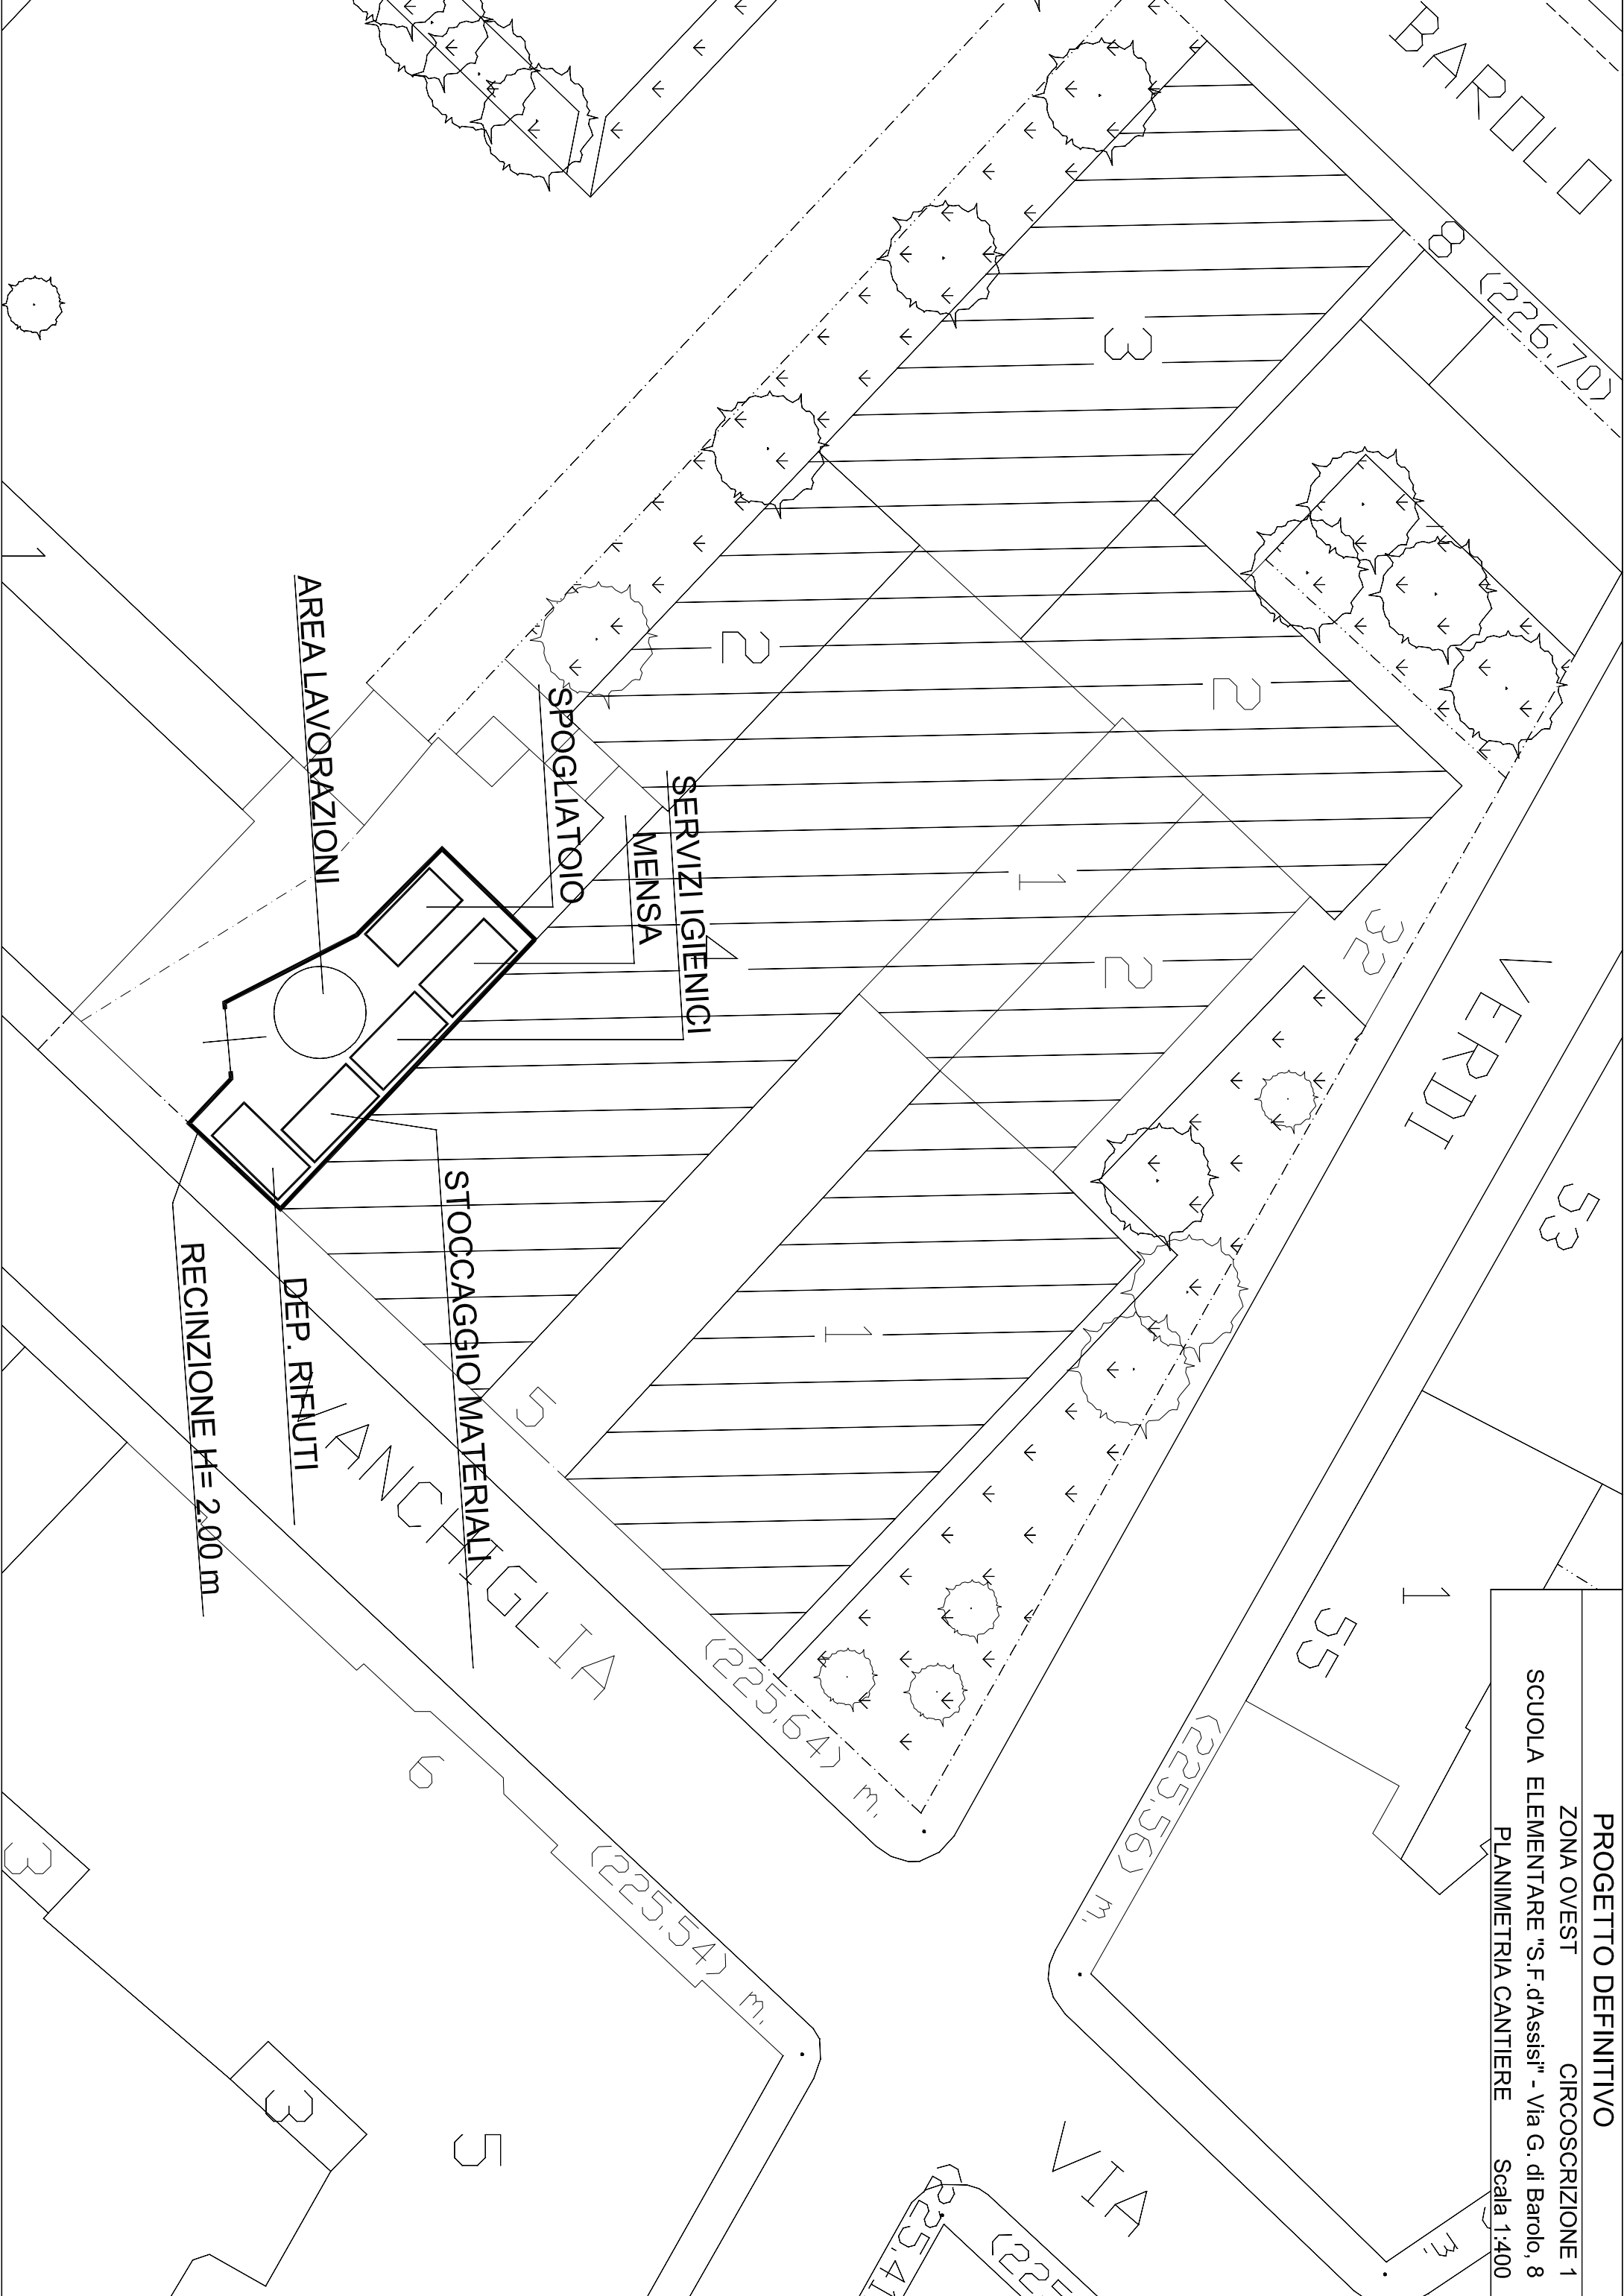 PROGETTO DEFINITIVO
ZONA OVEST CIRCOSCRIZIONE 1
SCUOLA ELEMENTARE "S.F.d'Assisi" - Via G. di Barolo, 8
PLANIMETRIA CANTIERE Scala 1:400
BAROLO
8
(226,70)
3
2
2
1
2
4
1
1
32
VERDI
53
55
1
(225.56) m.
m.
AREA LAVORAZIONI
SPOGLIATOIO
MENSA
SERVIZI IGIENICI
STOCCAGGIO MATERIALI
DEP. RIFIUTI
RECINZIONE H= 2.00 m
5
VANCHIGLIA
(225.64) m.
6
(225.54) m.
3
3
5
VIA